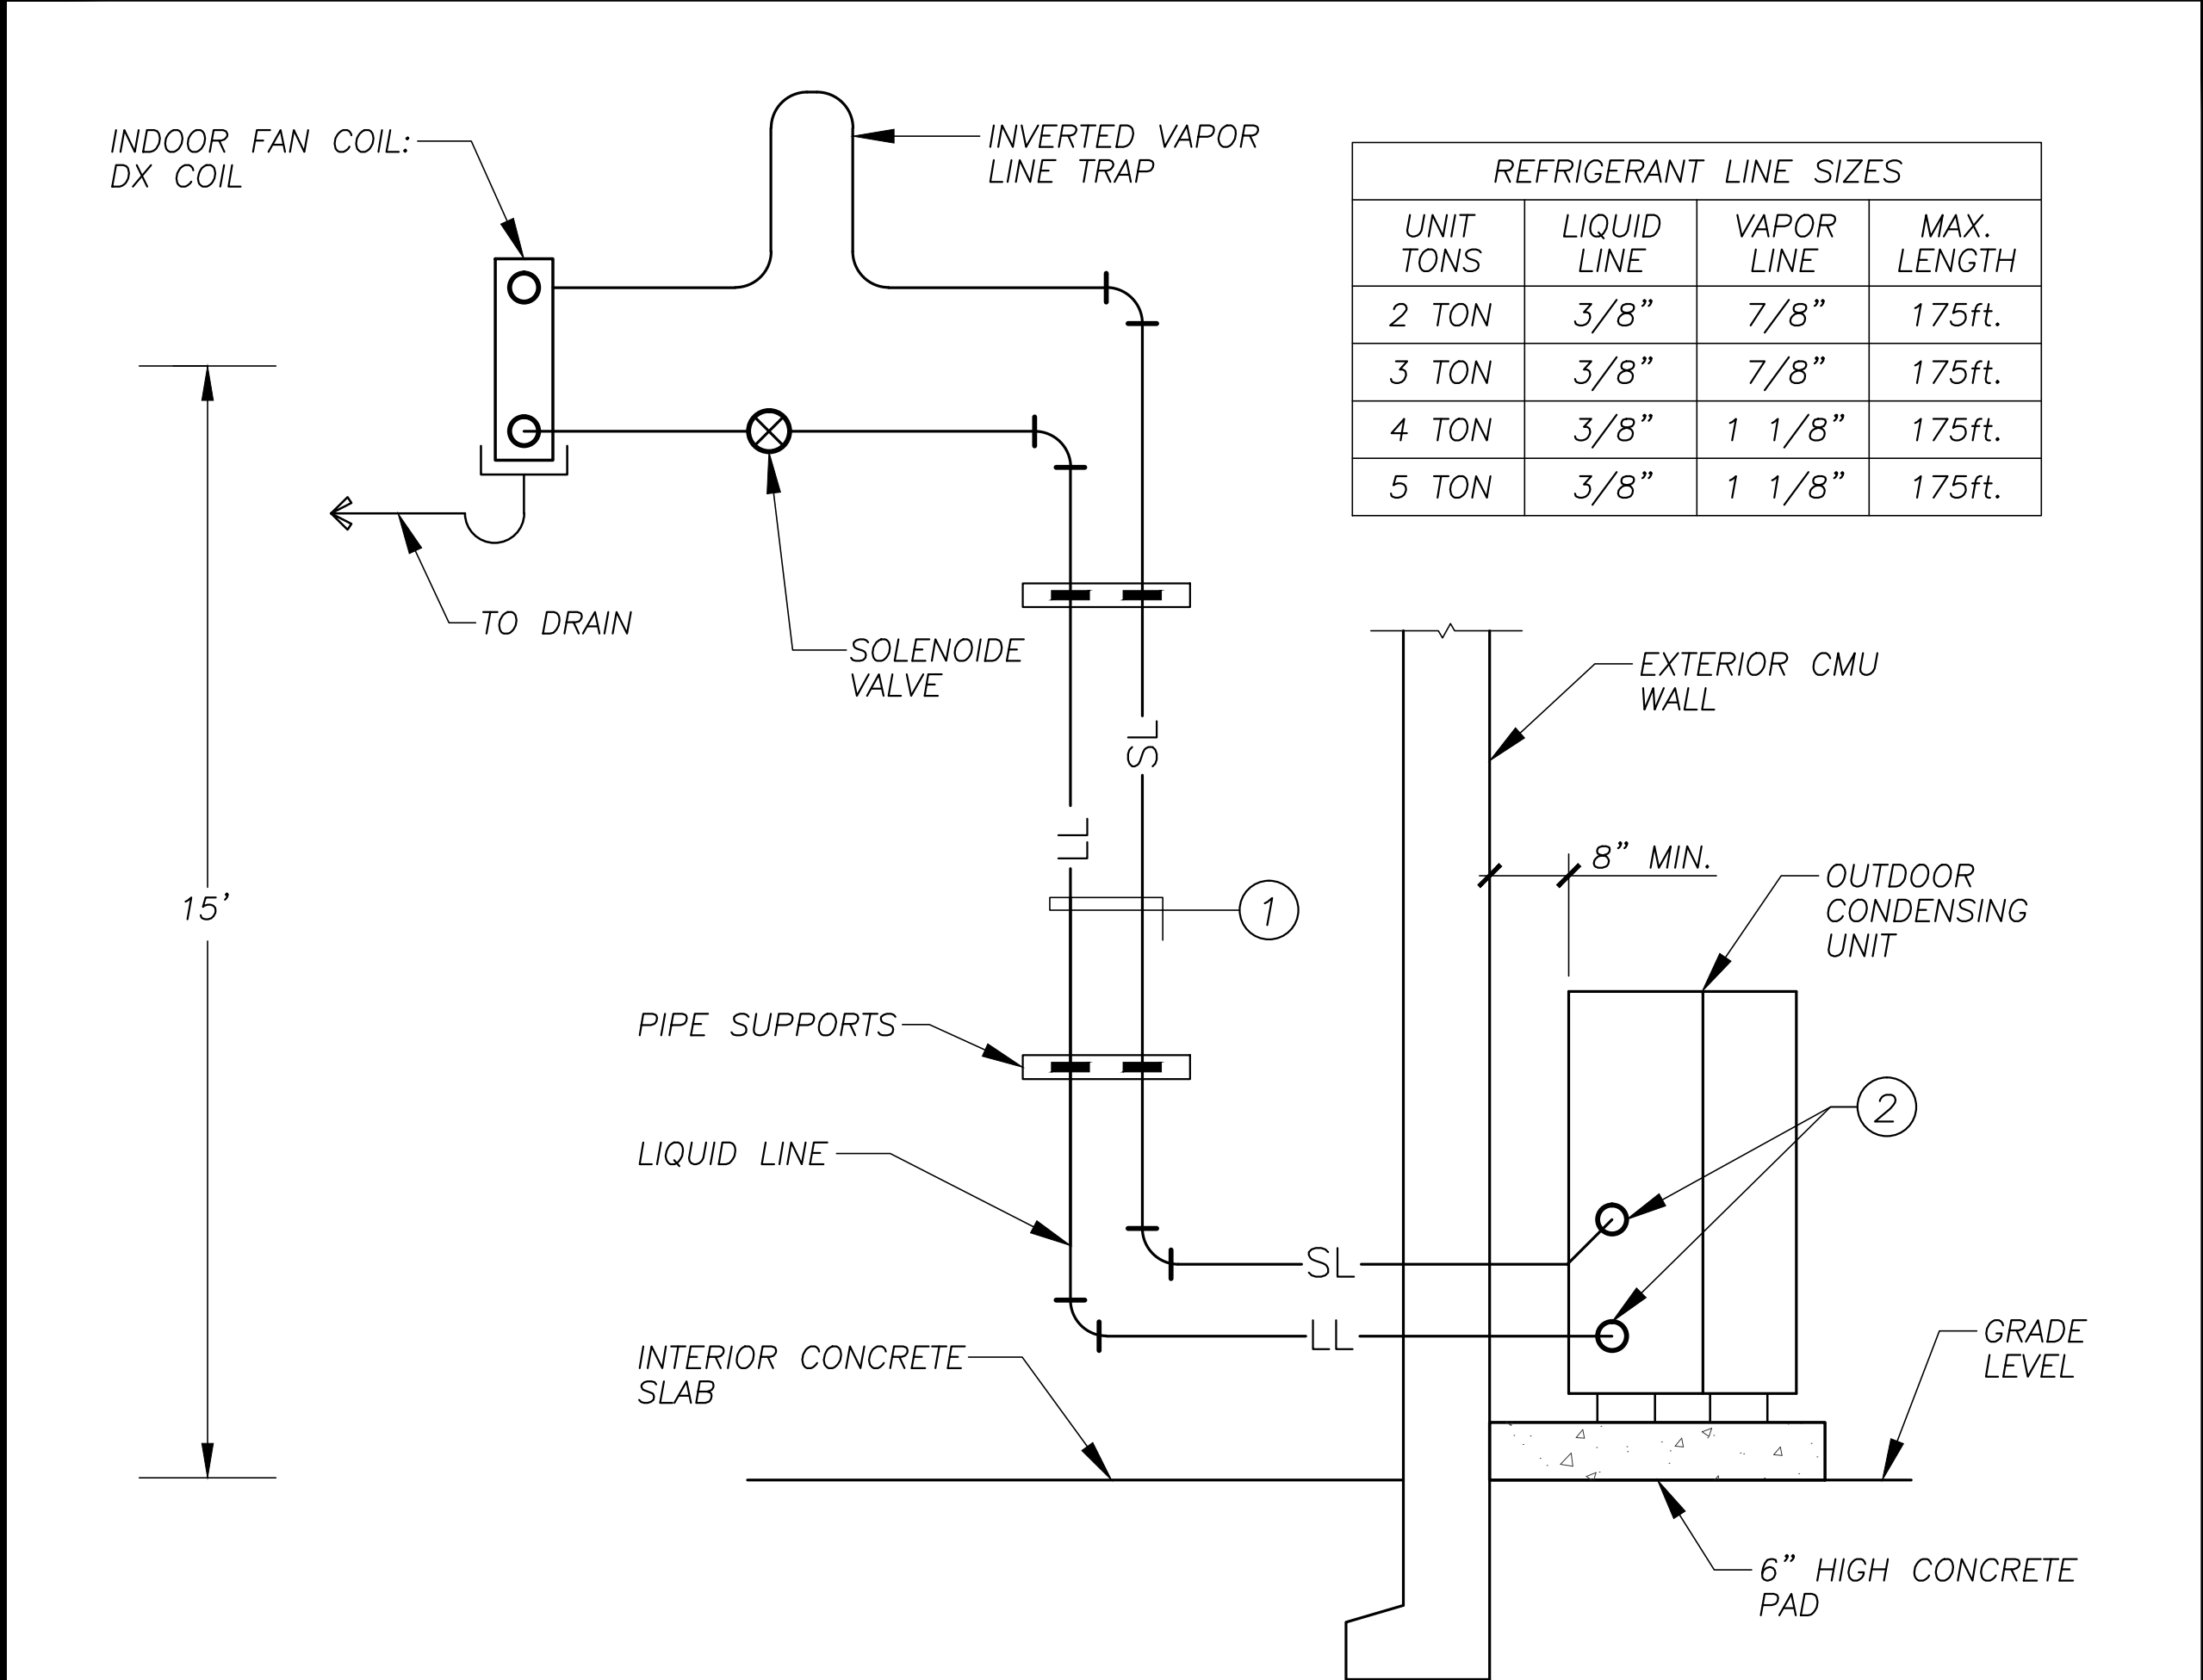 INDOOR FAN COIL:
DX COIL
INVERTED VAPOR
LINE TRAP
REFRIGERANT LINE SIZES
UNIT TONS LIQUID LINE VAPOR LINE MAX. LENGTH
2 TON 3/8" 7/8" 175ft.
3 TON 3/8" 7/8" 175ft.
4 TON 3/8" 1 1/8" 175ft.
5 TON 3/8" 1 1/8" 175ft.
TO DRAIN
SOLENOIDE
VALVE
EXTERIOR CMU
WALL
SL
LL
8" MIN.
OUTDOOR
CONDENSING
UNIT
15'
1
PIPE SUPPORTS
2
LIQUID LINE
SL
LL
GRADE
LEVEL
INTERIOR CONCRETE
SLAB
6" HIGH CONCRETE
PAD